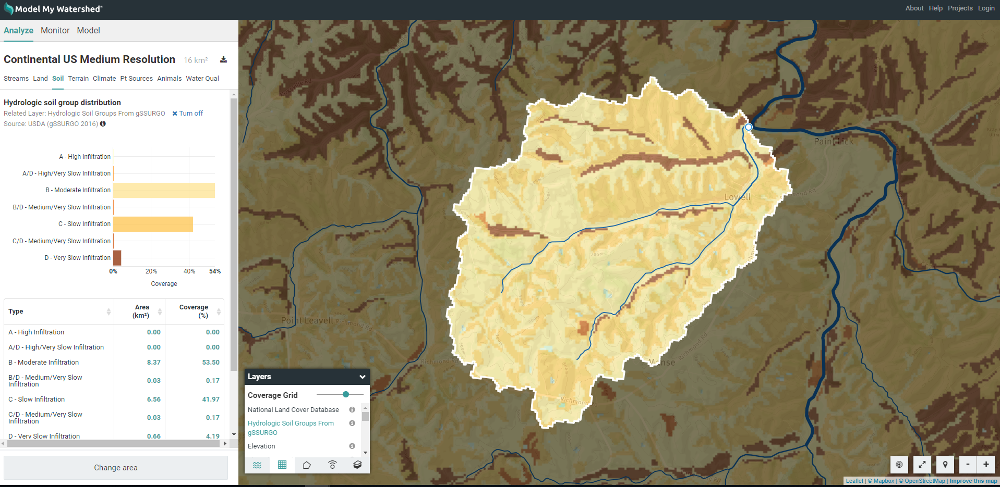 Model My Watershed®
About Help Projects Login
Analyze Monitor Model
Continental US Medium Resolution 16 km²
Streams Land Soil Terrain Climate Pt Sources Animals Water Qual
Hydrologic soil group distribution
Related Layer: Hydrologic Soil Groups From gSSURGO ✖ Turn off
Source: USDA (gSSURGO 2016)
A - High Infiltration
A/D - High/Very Slow Infiltration
B - Moderate Infiltration
B/D - Medium/Very Slow Infiltration
C - Slow Infiltration
C/D - Medium/Very Slow Infiltration
D - Very Slow Infiltration
0% 20% 40% 54%
Coverage
Type Area (km²) Coverage (%)
A - High Infiltration 0.00 0.00
A/D - High/Very Slow Infiltration 0.00 0.00
B - Moderate Infiltration 8.37 53.50
B/D - Medium/Very Slow
Infiltration 0.03 0.17
C - Slow Infiltration 6.56 41.97
C/D - Medium/Very Slow
Infiltration 0.03 0.17
D - Very Slow Infiltration 0.66 4.19
Change area
Kirksville Rd
Paint Lick
Lowell
Richmond Rd
Point Leavell
Richmond Rd
Richmond Rd
Manse
Richmond Rd
Richmond Rd
300m
Layers
Coverage Grid
National Land Cover Database
Hydrologic Soil Groups From
gSSURGO
Elevation
- +
Leaflet | © Mapbox | © OpenStreetMap | Improve this map